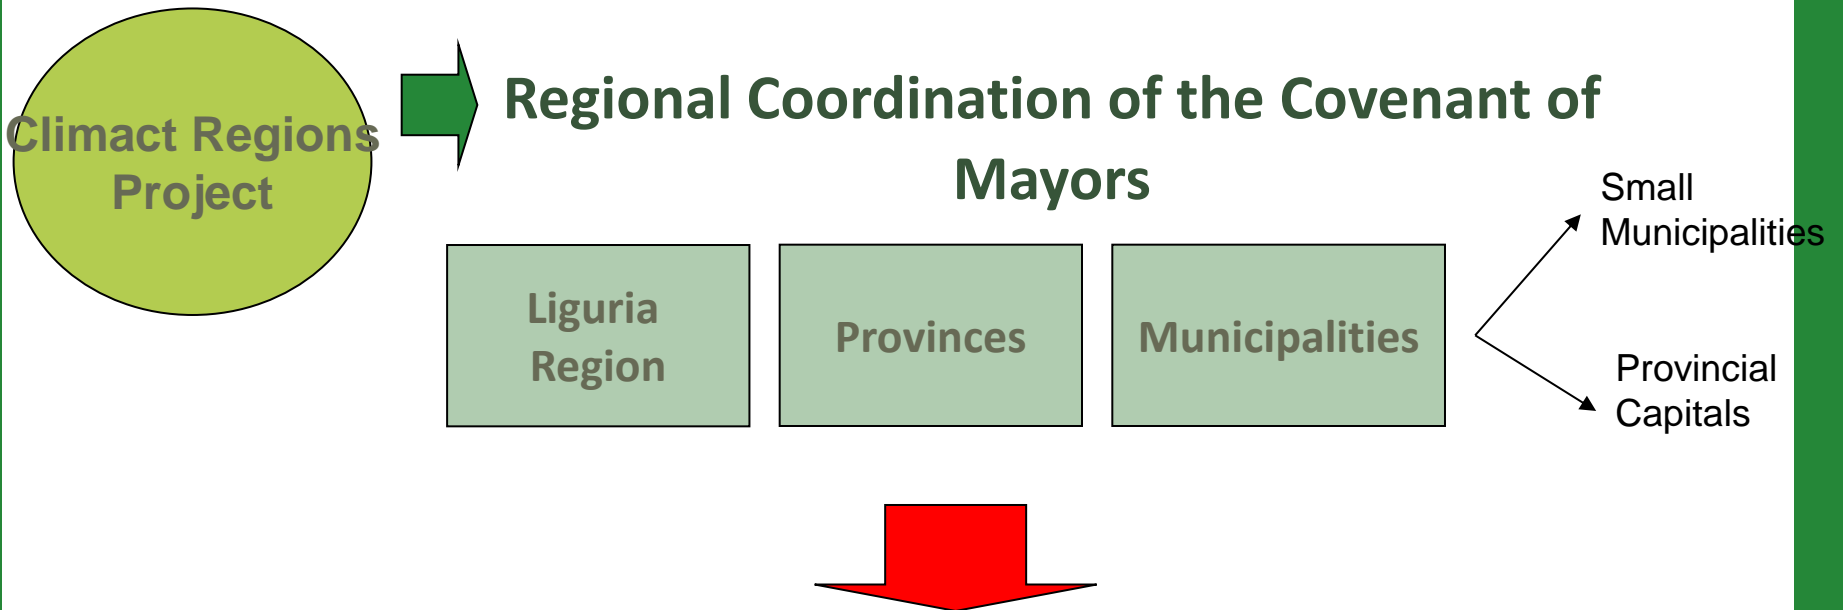 Climact Regions
Project
Regional Coordination of the Covenant of
Mayors
Liguria
Region
Provinces
Municipalities
Small
Municipalities
Provincial
Capitals